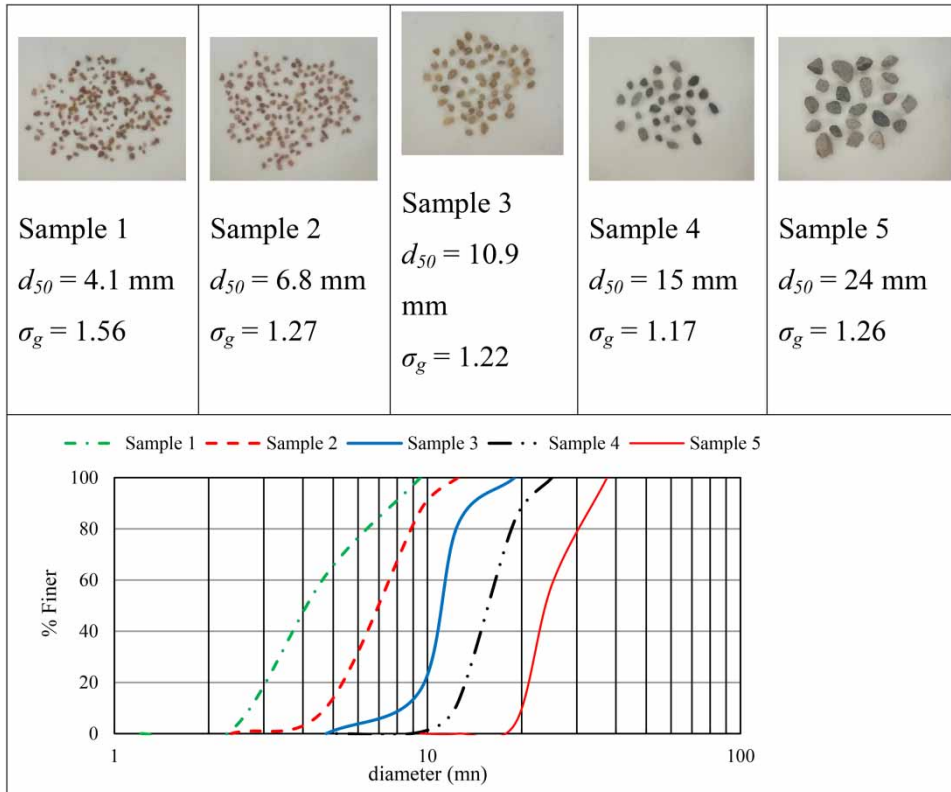 Sample 1
d50 = 4.1 mm
σg = 1.56
Sample 2
d50 = 6.8 mm
σg = 1.27
Sample 3
d50 = 10.9
mm
σg = 1.22
Sample 4
d50 = 15 mm
σg = 1.17
Sample 5
d50 = 24 mm
σg = 1.26
Sample 1 Sample 2 Sample 3 Sample 4 Sample 5
100
80
60
40
20
0
% Finer
1 10 100
diameter (mn)